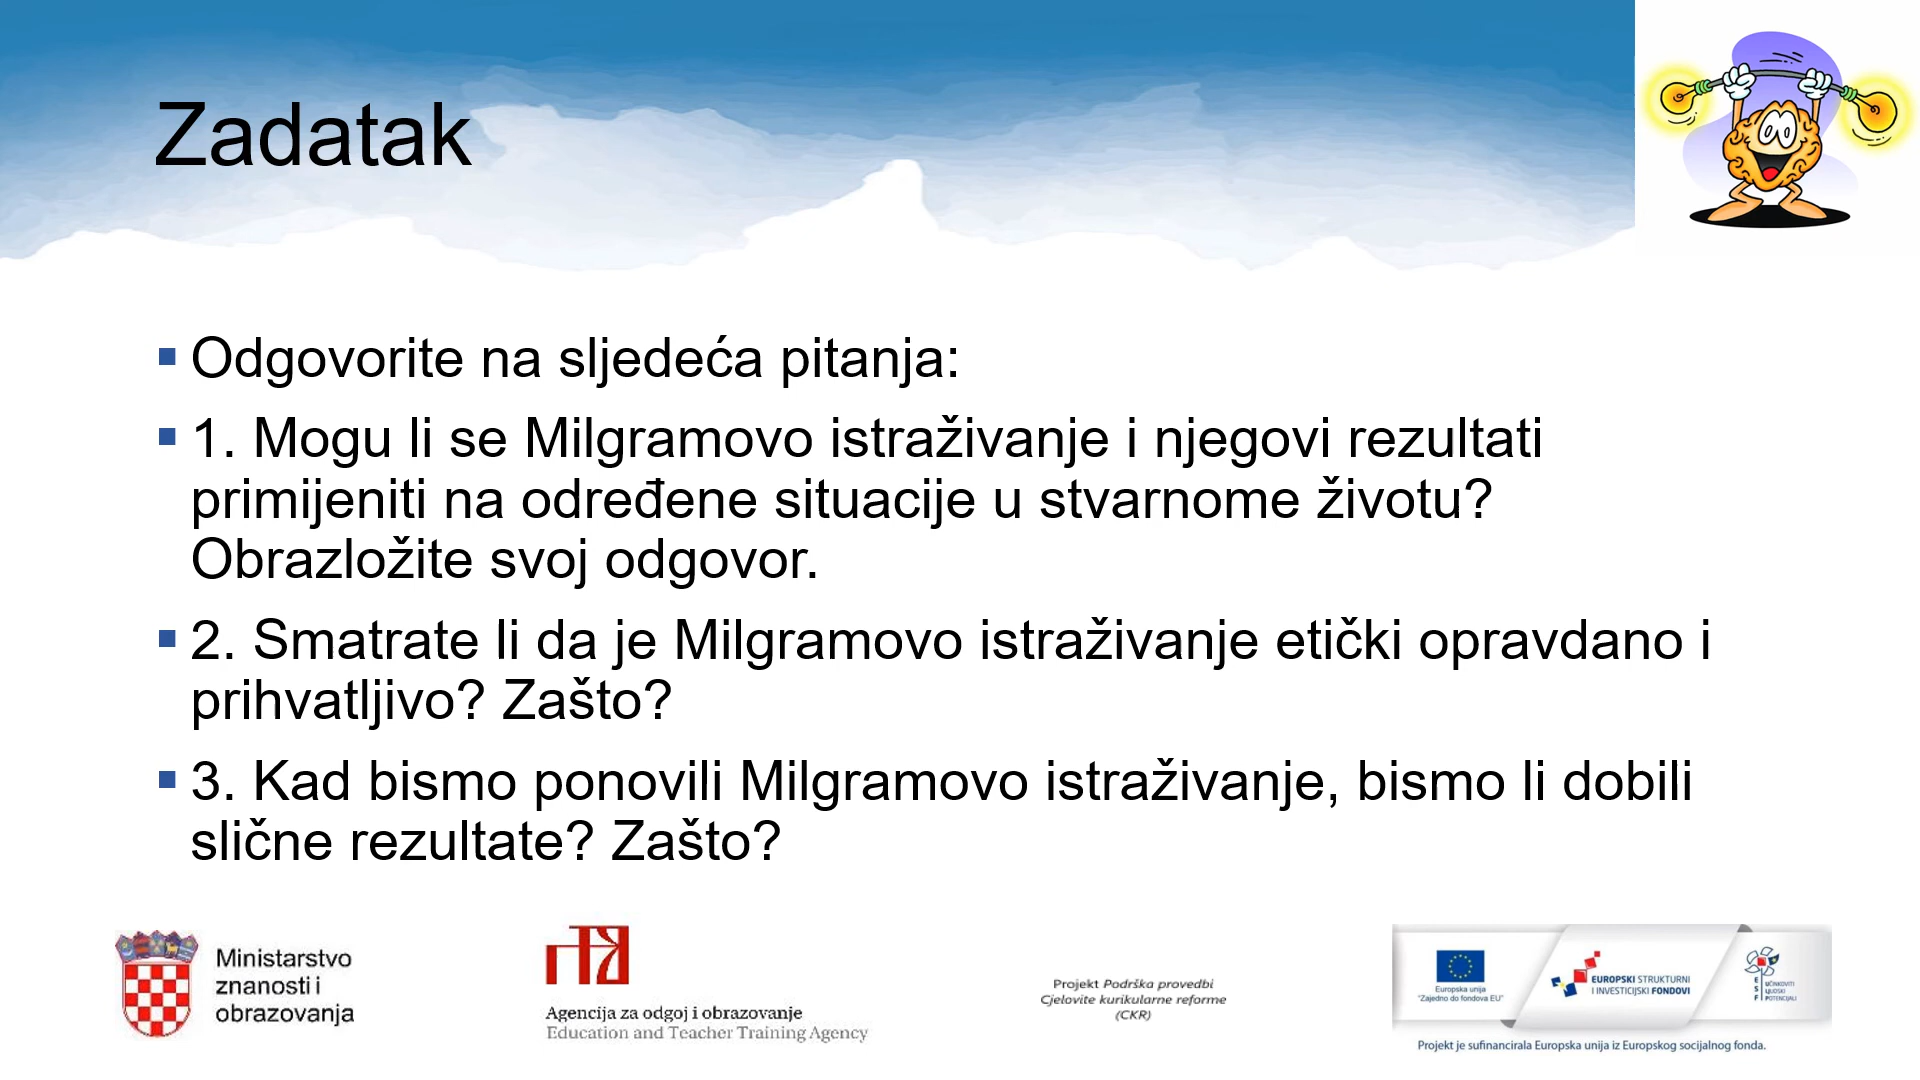 Zadatak
▪ Odgovorite na sljedeća pitanja:
▪ 1. Mogu li se Milgramovo istraživanje i njegovi rezultati
primijeniti na određene situacije u stvarnome životu?
Obrazložite svoj odgovor.
▪ 2. Smatrate li da je Milgramovo istraživanje etički opravdano i
prihvatljivo? Zašto?
▪ 3. Kad bismo ponovili Milgramovo istraživanje, bismo li dobili
slične rezultate? Zašto?
Ministarstvo
znanosti i
obrazovanja
Agencija za odgoj i obrazovanje
Education and Teacher Training Agency
Projekt Podrška provedbi
Cjelovite kurikularne reforme
(CKR)
Europska unija
"Zajedno do fondova EU"
EUROPSKI STRUKTURNI
I INVESTICIJSKI FONDOVI
ESF
UČINKOVITI
LJUDSKI
POTENCIJALI
Projekt je sufinancirala Europska unija iz Europskog socijalnog fonda.